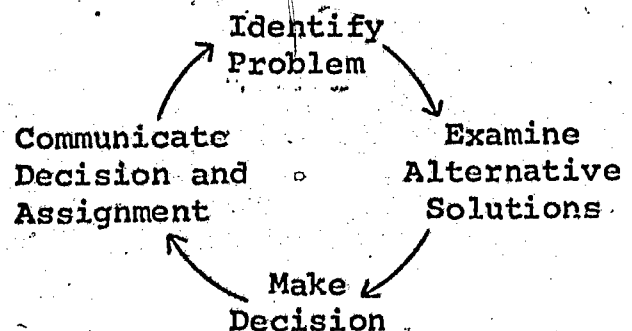 Identify
Problem
Examine
Alternative
Solutions
Make
Decision
Communicate
Decision and
Assignment